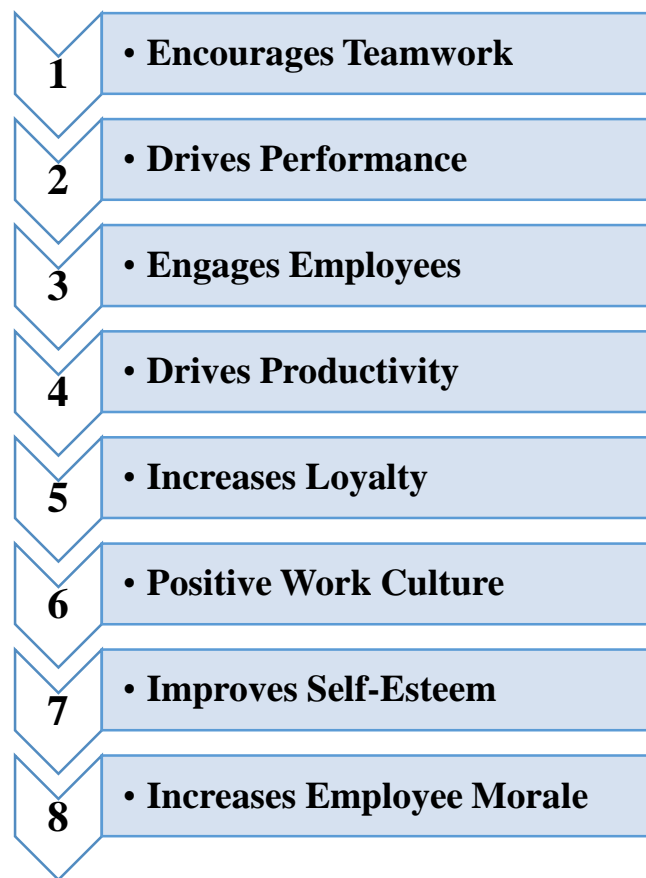 1 • Encourages Teamwork
2 • Drives Performance
3 • Engages Employees
4 • Drives Productivity
5 • Increases Loyalty
6 • Positive Work Culture
7 • Improves Self-Esteem
8 • Increases Employee Morale